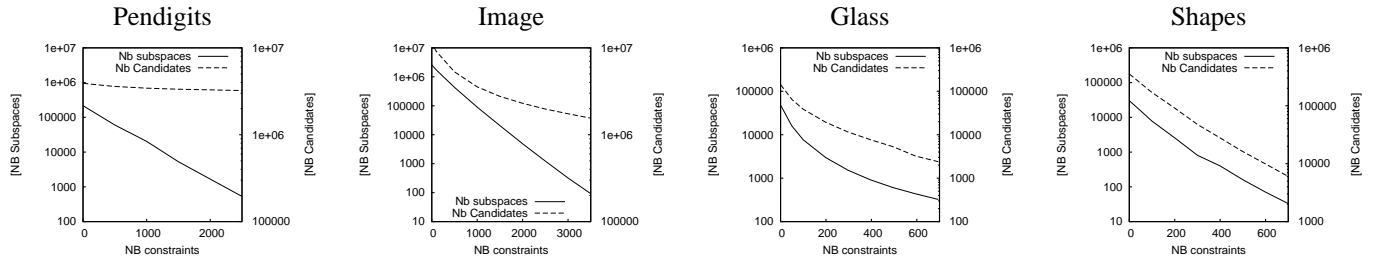 Pendigits
1e+07
1e+06
100000
10000
1000
100
[NB Subspaces]
Nb subspaces
Nb Candidates
1e+07
1e+06
100000
[NB Candidates]
0 1000 2000
NB constraints
Image
1e+07
1e+06
100000
10000
1000
100
10
[NB Subspaces]
Nb subspaces
Nb Candidates
1e+07
1e+06
100000
[NB Candidates]
0 1000 2000 3000
NB constraints
Glass
1e+06
100000
10000
1000
100
[NB Subspaces]
Nb subspaces
Nb Candidates
1e+06
100000
10000
1000
100
[NB Candidates]
0 200 400 600
NB constraints
Shapes
1e+06
100000
10000
1000
100
10
[NB Subspaces]
Nb subspaces
Nb Candidates
1e+06
100000
10000
1000
[NB Candidates]
0 200 400 600
NB constraints